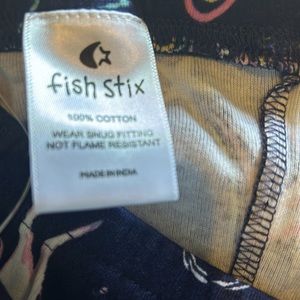 fish stix
100% COTTON
WEAR SNUG FITTING
NOT FLAME RESISTANT
MADE IN INDIA